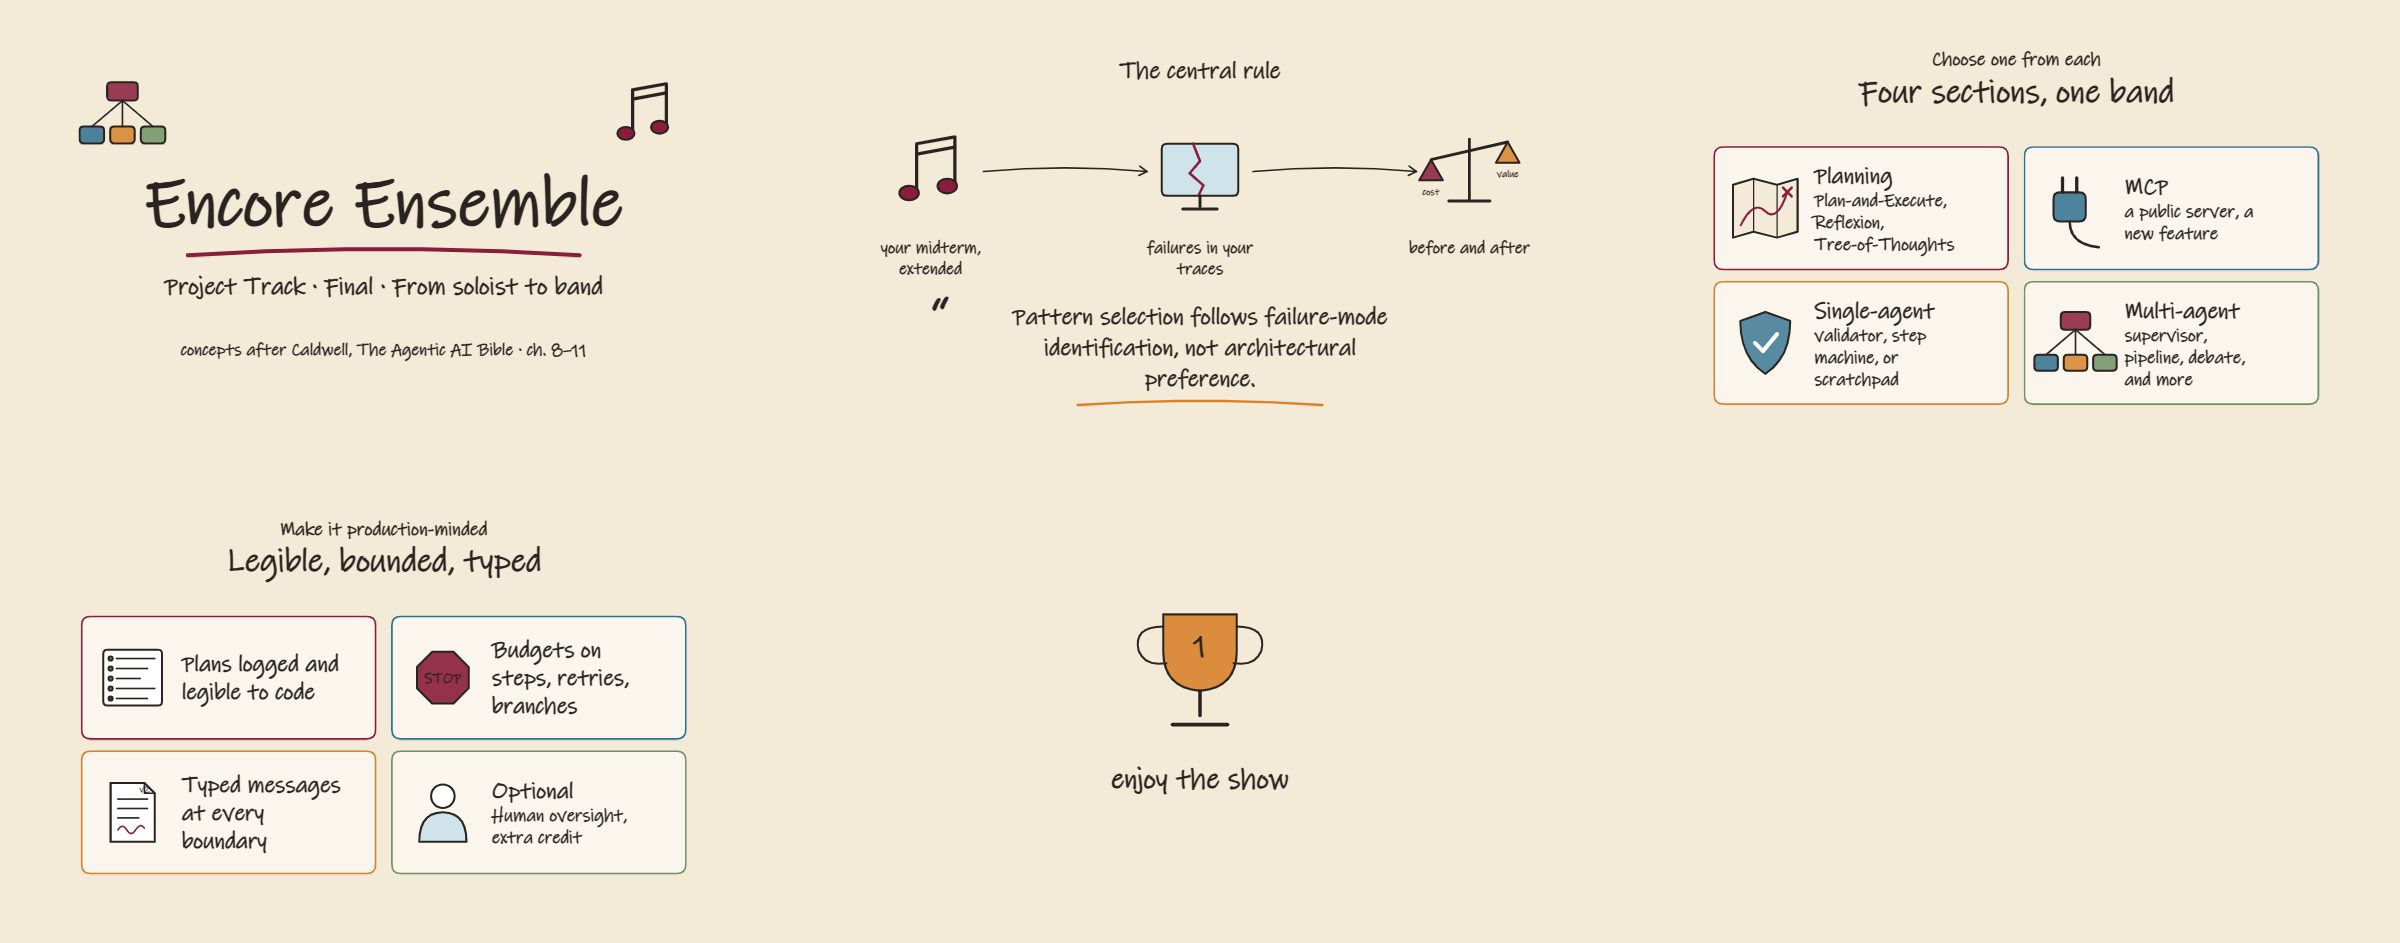 Encore Ensemble
Project Track · Final · From soloist to band
concepts after Caldwell, The Agentic AI Bible · ch. 8–11
The central rule
cost
value
your midterm,
extended
failures in your
traces
before and after
“
Pattern selection follows failure-mode
identification, not architectural
preference.
Choose one from each
Four sections, one band
Planning
Plan-and-Execute,
Reflexion,
Tree-of-Thoughts
MCP
a public server, a
new feature
Single-agent
validator, step
machine, or
scratchpad
Multi-agent
supervisor,
pipeline, debate,
and more
Make it production-minded
Legible, bounded, typed
Plans logged and
legible to code
STOP
Budgets on
steps, retries,
branches
Typed messages
at every
boundary
Optional
Human oversight,
extra credit
1
enjoy the show